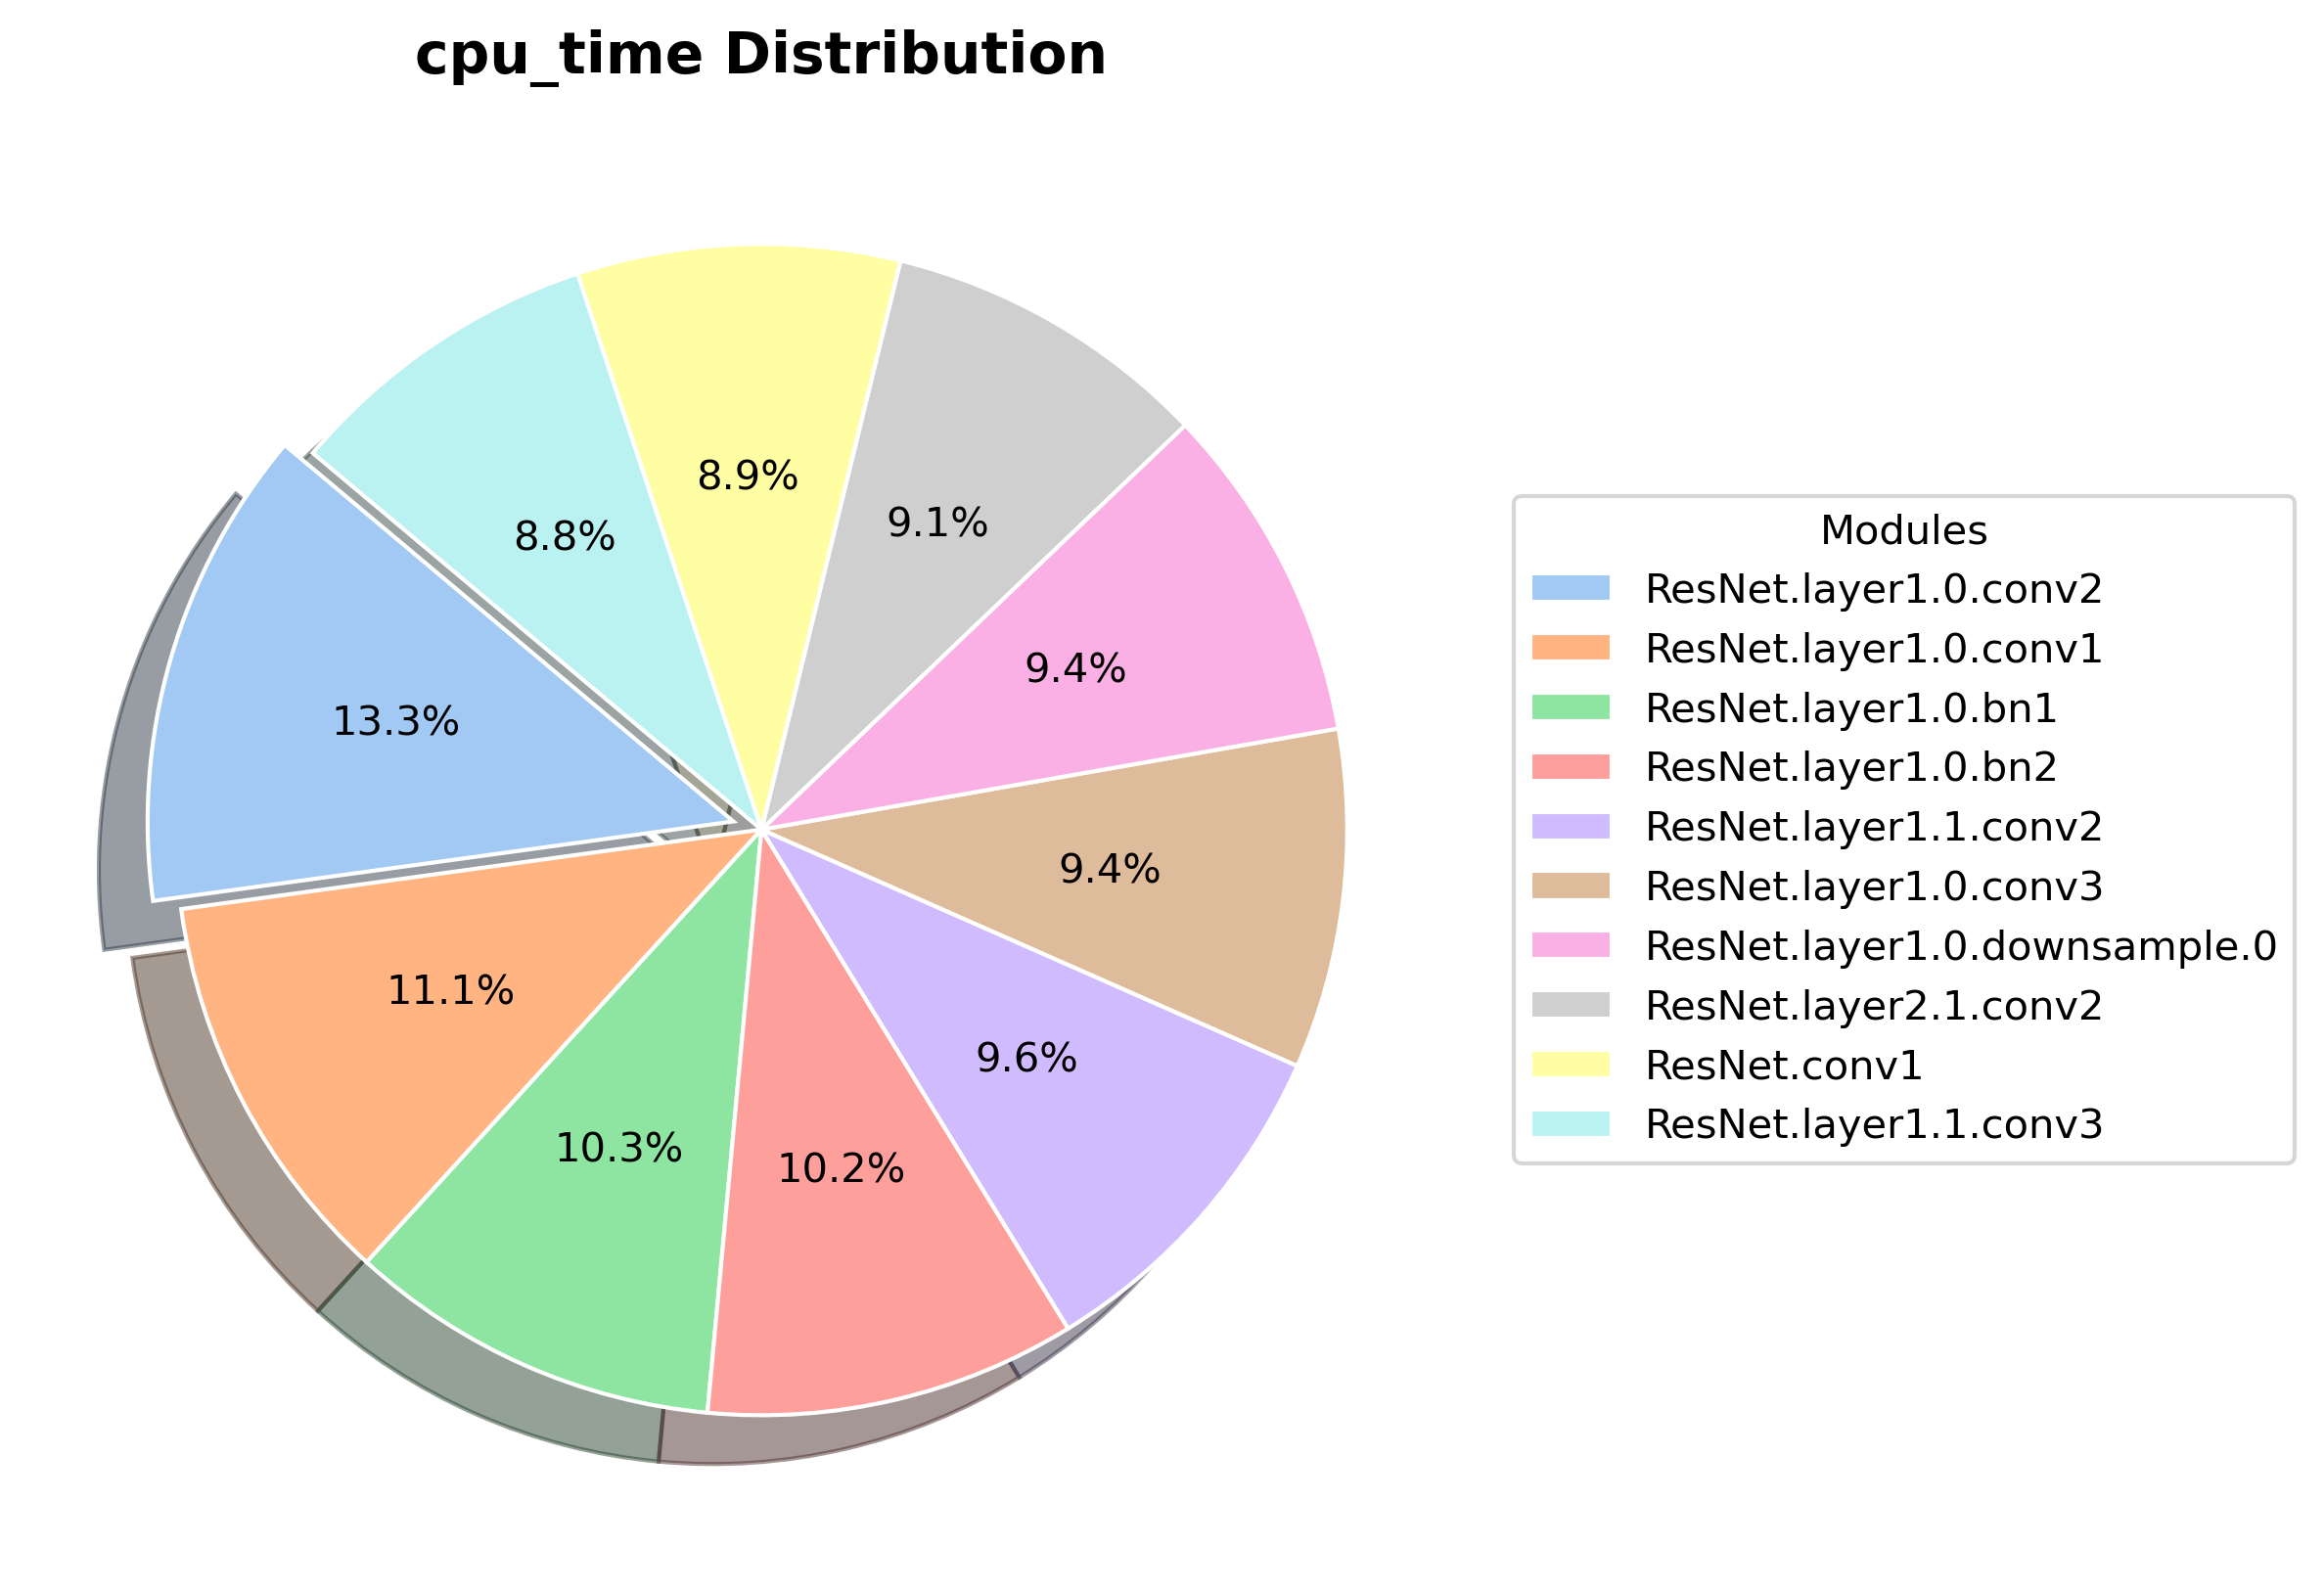 cpu_time Distribution
8.9%
9.1%
8.8%
9.4%
13.3%
9.4%
11.1%
9.6%
10.3%
10.2%
Modules
ResNet.layer1.0.conv2
ResNet.layer1.0.conv1
ResNet.layer1.0.bn1
ResNet.layer1.0.bn2
ResNet.layer1.1.conv2
ResNet.layer1.0.conv3
ResNet.layer1.0.downsample.0
ResNet.layer2.1.conv2
ResNet.conv1
ResNet.layer1.1.conv3